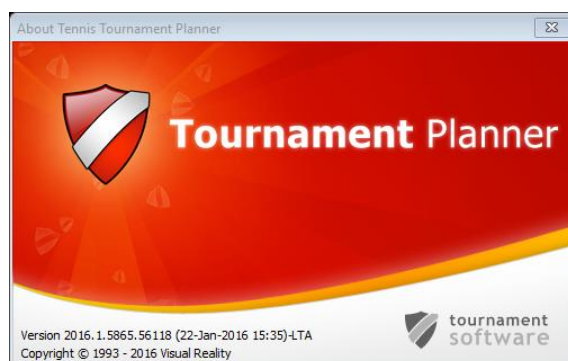 About Tennis Tournament Planner
Tournament Planner
tournament
software
Version 2016.1.5865.56118 (22-Jan-2016 15:35)-LTA
Copyright © 1993 - 2016 Visual Reality